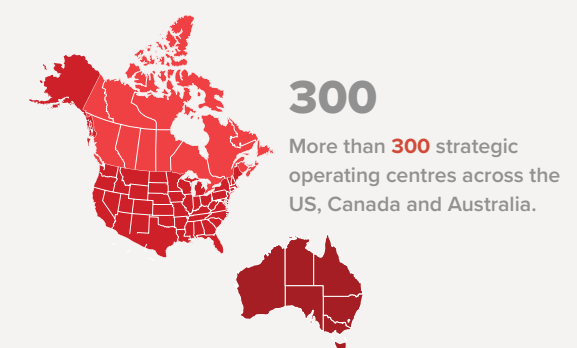 300
More than 300 strategic
operating centres across the
US, Canada and Australia.